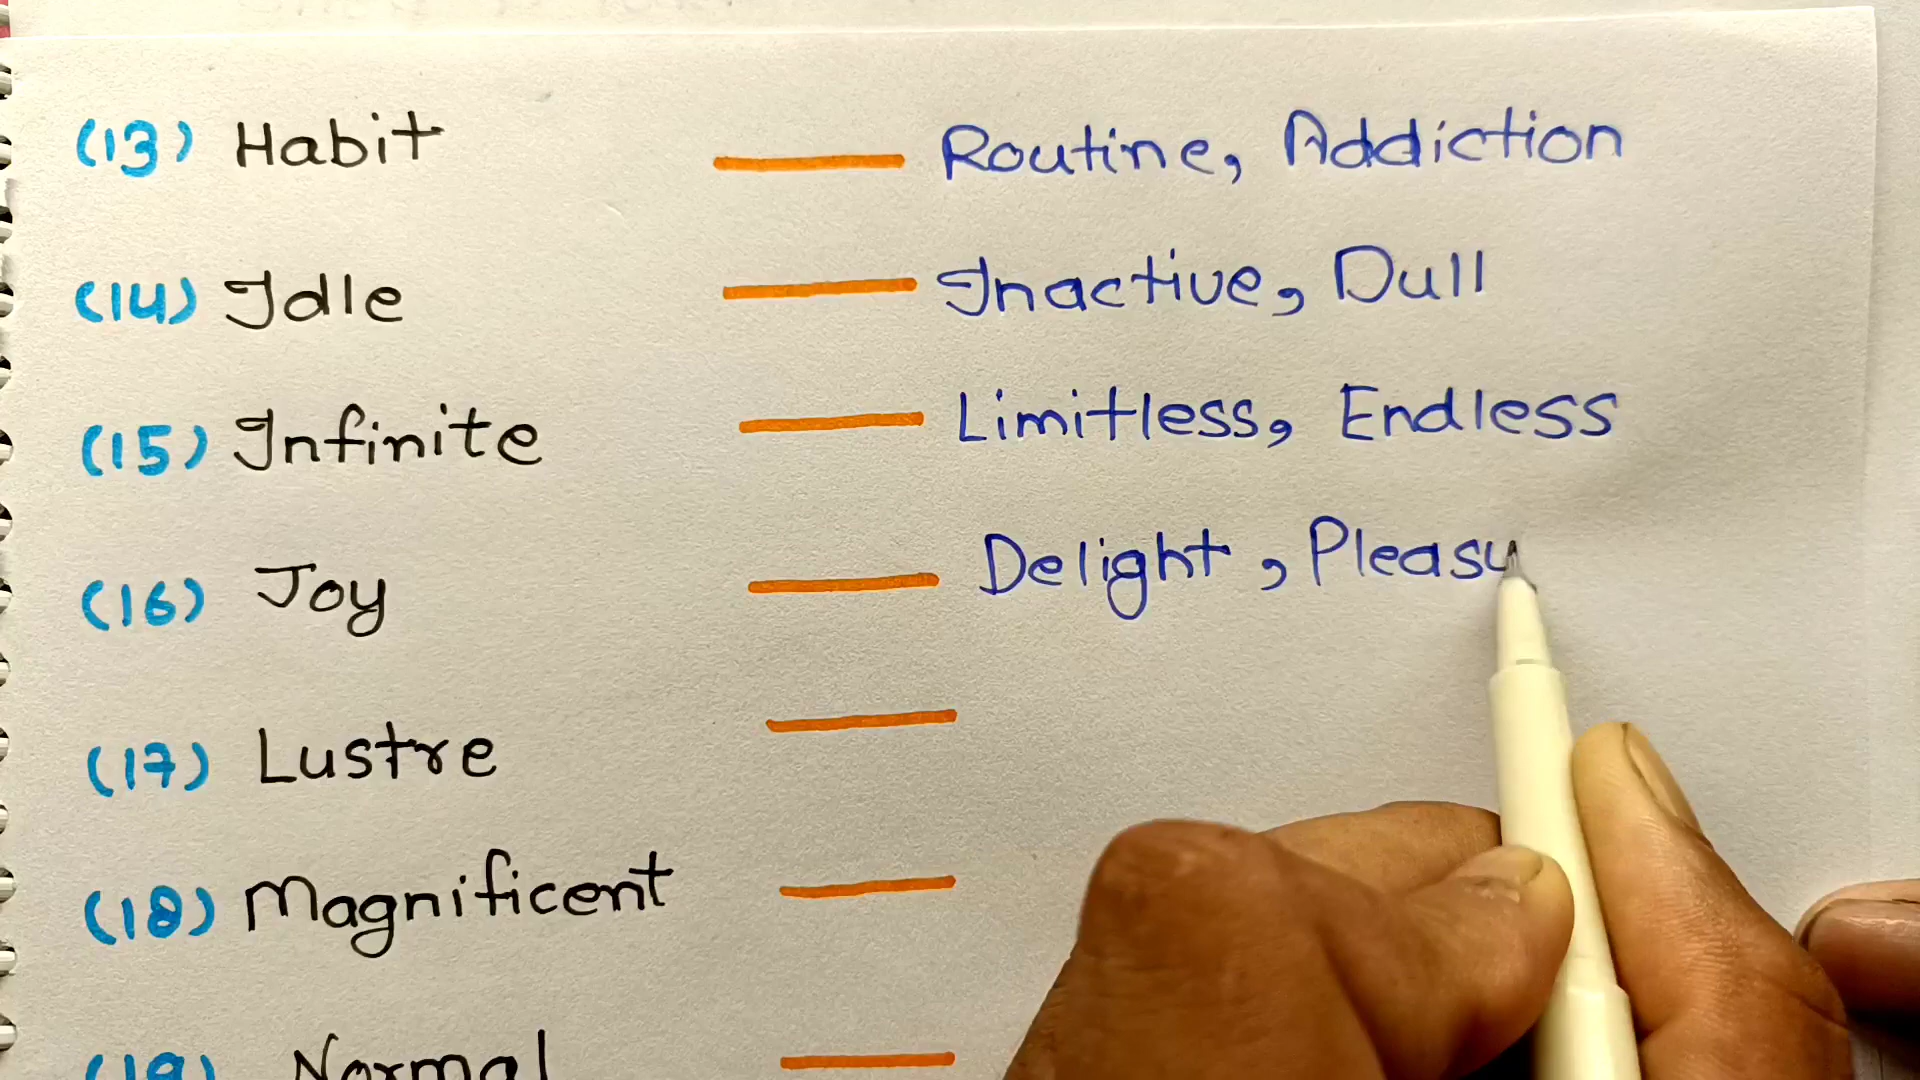 (13) Habit — Routine, Addiction
(14) Idle — Inactive, Dull
(15) Infinite — Limitless, Endless
(16) Joy — Delight, Pleasu
(17) Lustre —
(18) Magnificent —
(19) Normal —